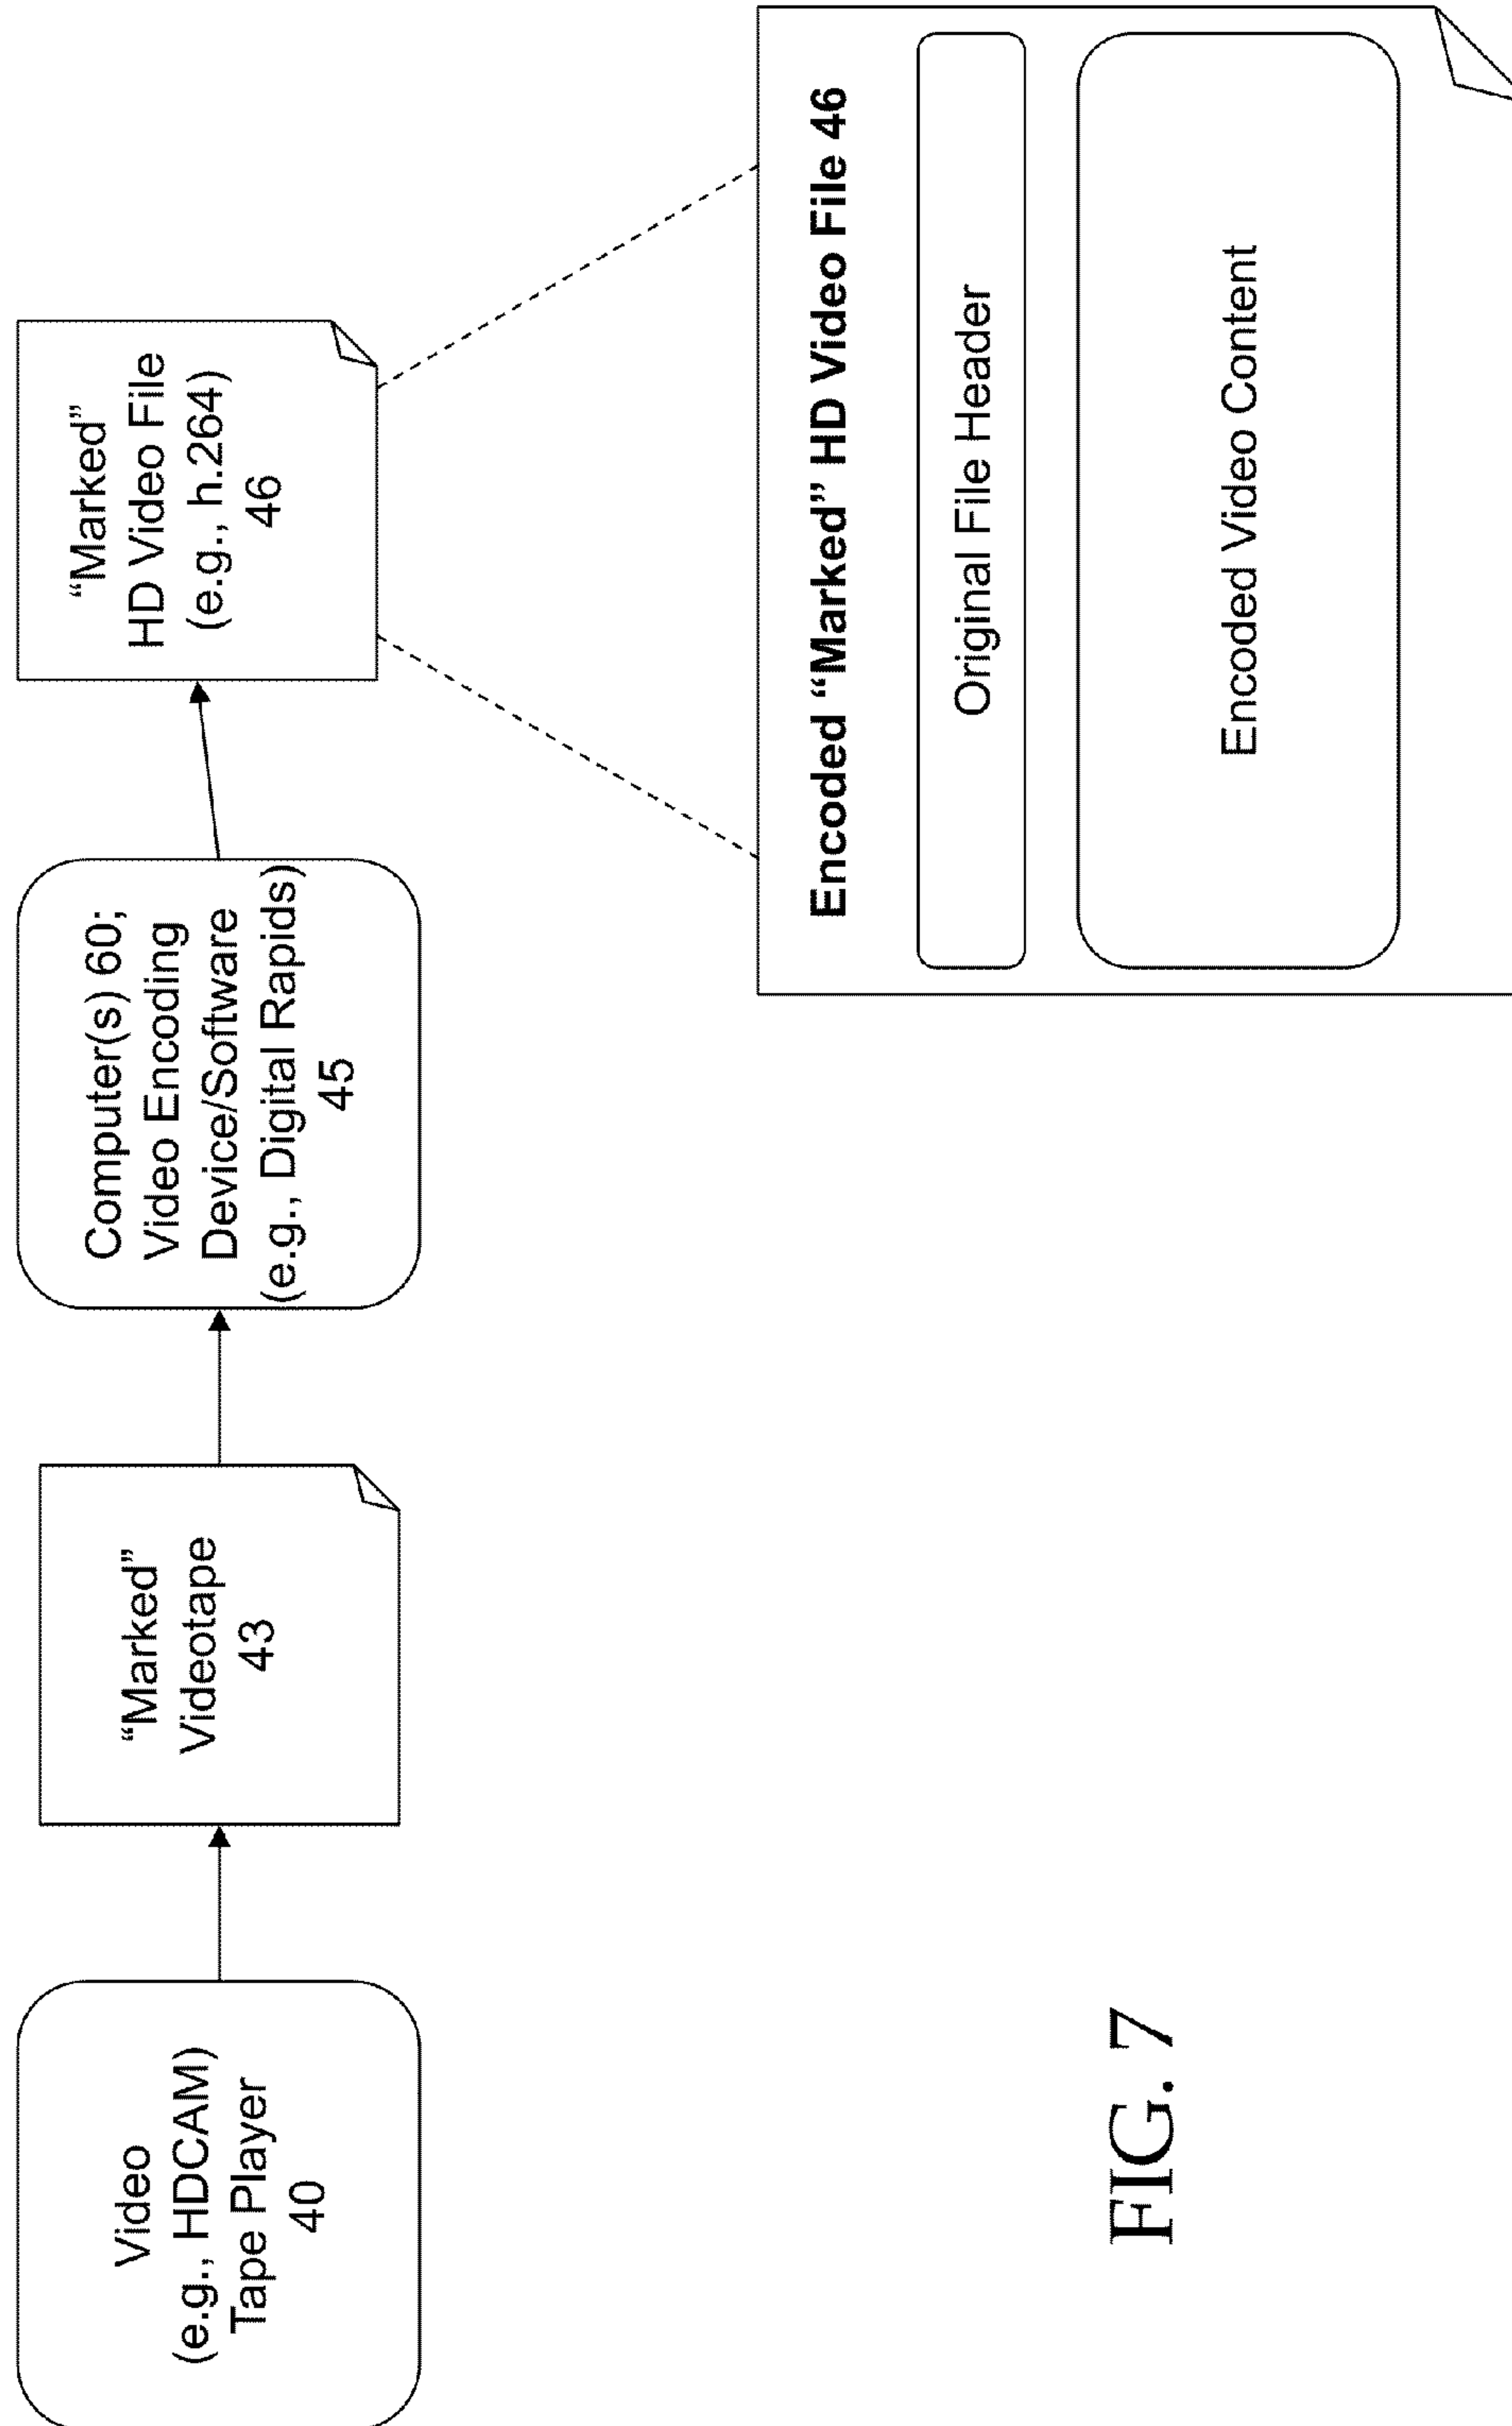 Video
(e.g., HDCAM)
Tape Player
40
“Marked”
Videotape
43
Computer(s) 60;
Video Encoding
Device/Software
(e.g., Digital Rapids)
45
“Marked”
HD Video File
(e.g., h.264)
46
Encoded “Marked” HD Video File 46
Original File Header
Encoded Video Content
FIG. 7